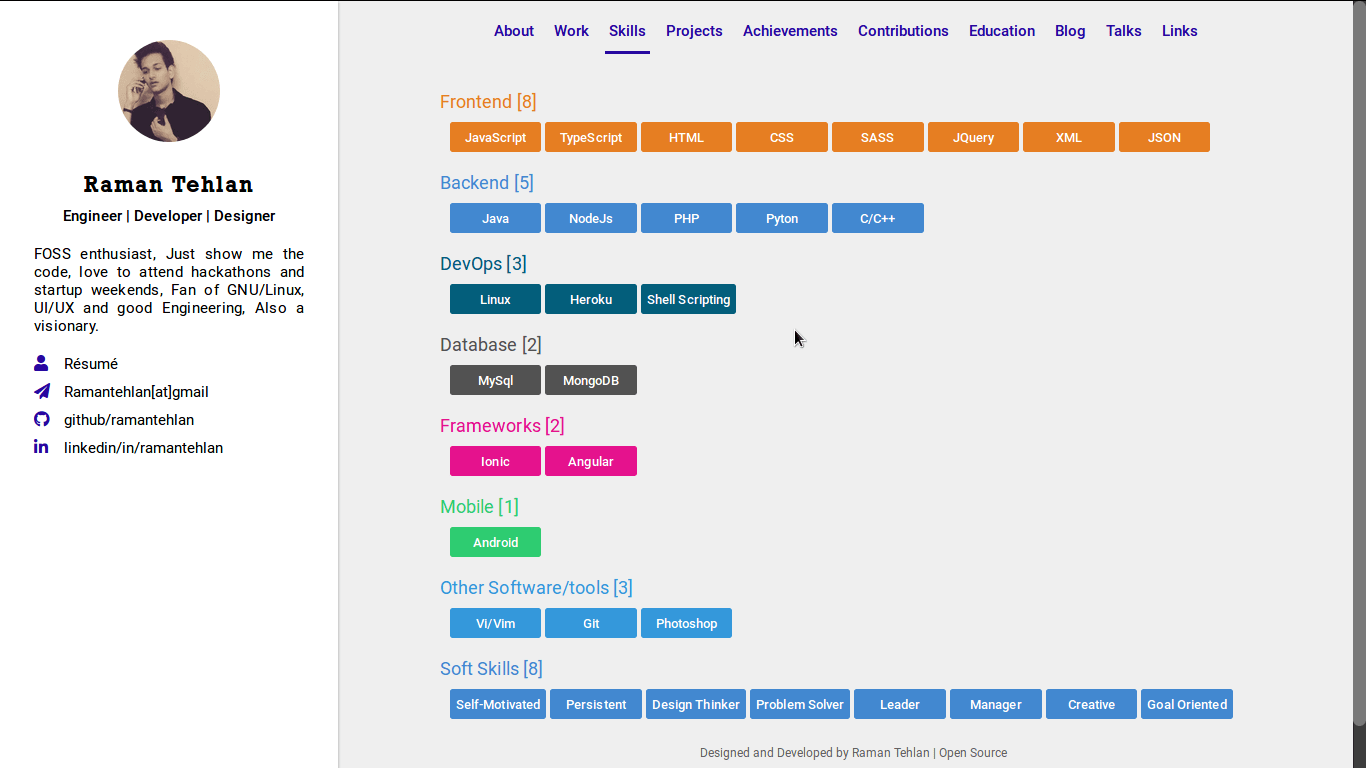 Raman Tehlan
Engineer | Developer | Designer
FOSS enthusiast, Just show me the
code, love to attend hackathons and
startup weekends, Fan of GNU/Linux,
UI/UX and good Engineering, Also a
visionary.
Résumé
Ramantehlan[at]gmail
github/ramantehlan
linkedin/in/ramantehlan
About Work Skills Projects Achievements Contributions Education Blog Talks Links
Frontend [8]
JavaScript TypeScript HTML CSS SASS JQuery XML JSON
Backend [5]
Java NodeJs PHP Pyton C/C++
DevOps [3]
Linux Heroku Shell Scripting
Database [2]
MySql MongoDB
Frameworks [2]
Ionic Angular
Mobile [1]
Android
Other Software/tools [3]
Vi/Vim Git Photoshop
Soft Skills [8]
Self-Motivated Persistent Design Thinker Problem Solver Leader Manager Creative Goal Oriented
Designed and Developed by Raman Tehlan | Open Source